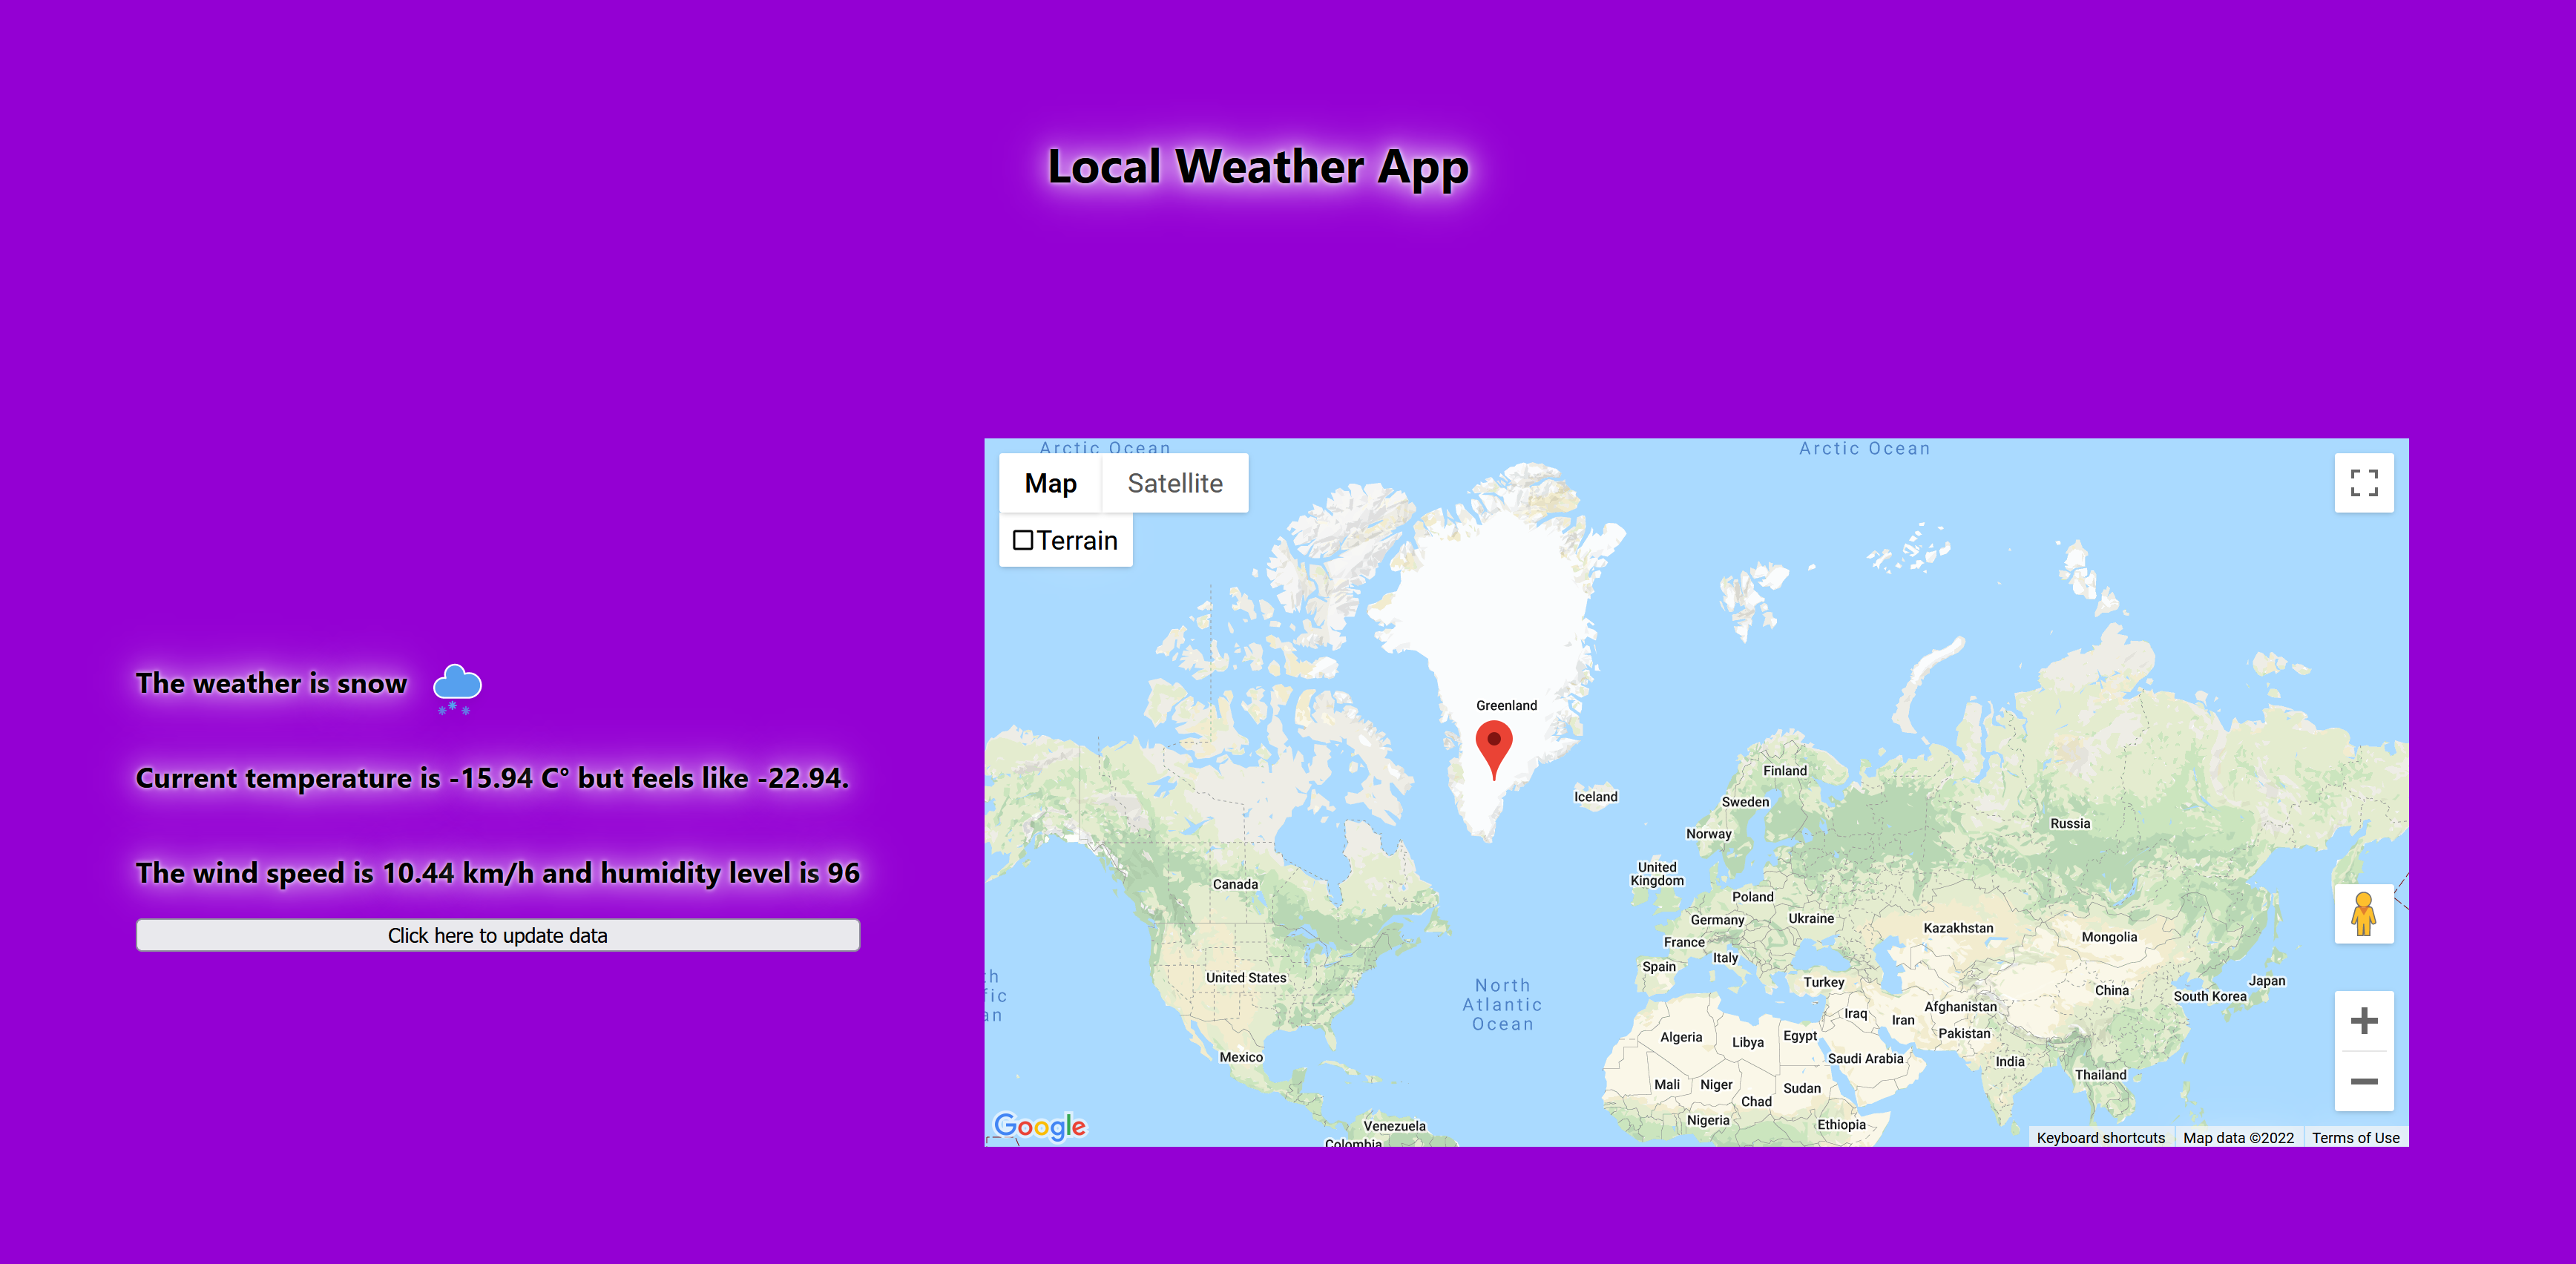 Local Weather App
The weather is snow
Current temperature is -15.94 C° but feels like -22.94.
The wind speed is 10.44 km/h and humidity level is 96
Click here to update data
Arctic Ocean
Arctic Ocean
Map
Satellite
Terrain
Greenland
Finland
Iceland
Sweden
Norway
Russia
United
Kingdom
Canada
Poland
Germany
Ukraine
Kazakhstan
France
Mongolia
Italy
Spain
United States
Turkey
Japan
China
South Korea
North
Atlantic
Ocean
Afghanistan
Iraq
Iran
Pakistan
Algeria
Libya
Egypt
Mexico
Saudi Arabia
India
Thailand
Mali
Niger
Sudan
Chad
Nigeria
Ethiopia
Venezuela
Colombia
Google
Keyboard shortcuts
Map data ©2022
Terms of Use